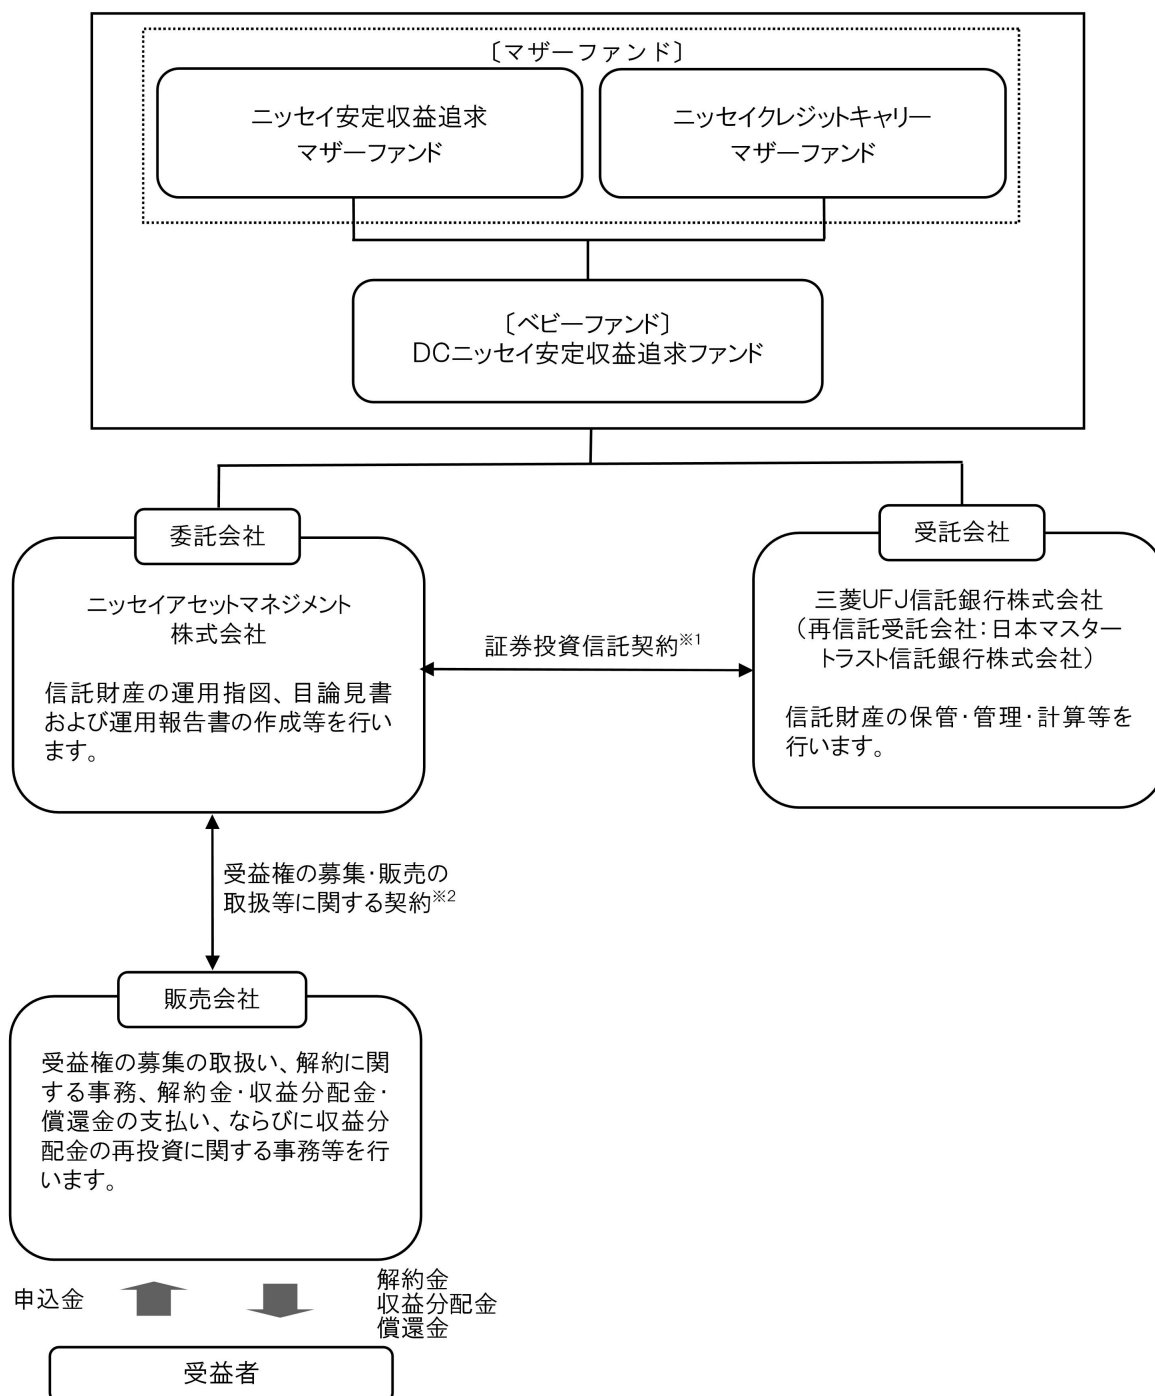 〔マザーファンド〕
ニッセイ安定収益追求
マザーファンド
ニッセイクレジットキャリー
マザーファンド
〔ベビーファンド〕
DCニッセイ安定収益追求ファンド
委託会社
ニッセイアセットマネジメント
株式会社
信託財産の運用指図、目論見書
および運用報告書の作成等を行い
ます。
証券投資信託契約※1
受託会社
三菱UFJ信託銀行株式会社
（再信託受託会社：日本マスター
トラスト信託銀行株式会社）
信託財産の保管・管理・計算等を
行います。
受益権の募集・販売の
取扱等に関する契約※2
販売会社
受益権の募集の取扱い、解約に関
する事務、解約金・収益分配金・
償還金の支払い、ならびに収益分
配金の再投資に関する事務等を行
います。
申込金
解約金
収益分配金
償還金
受益者